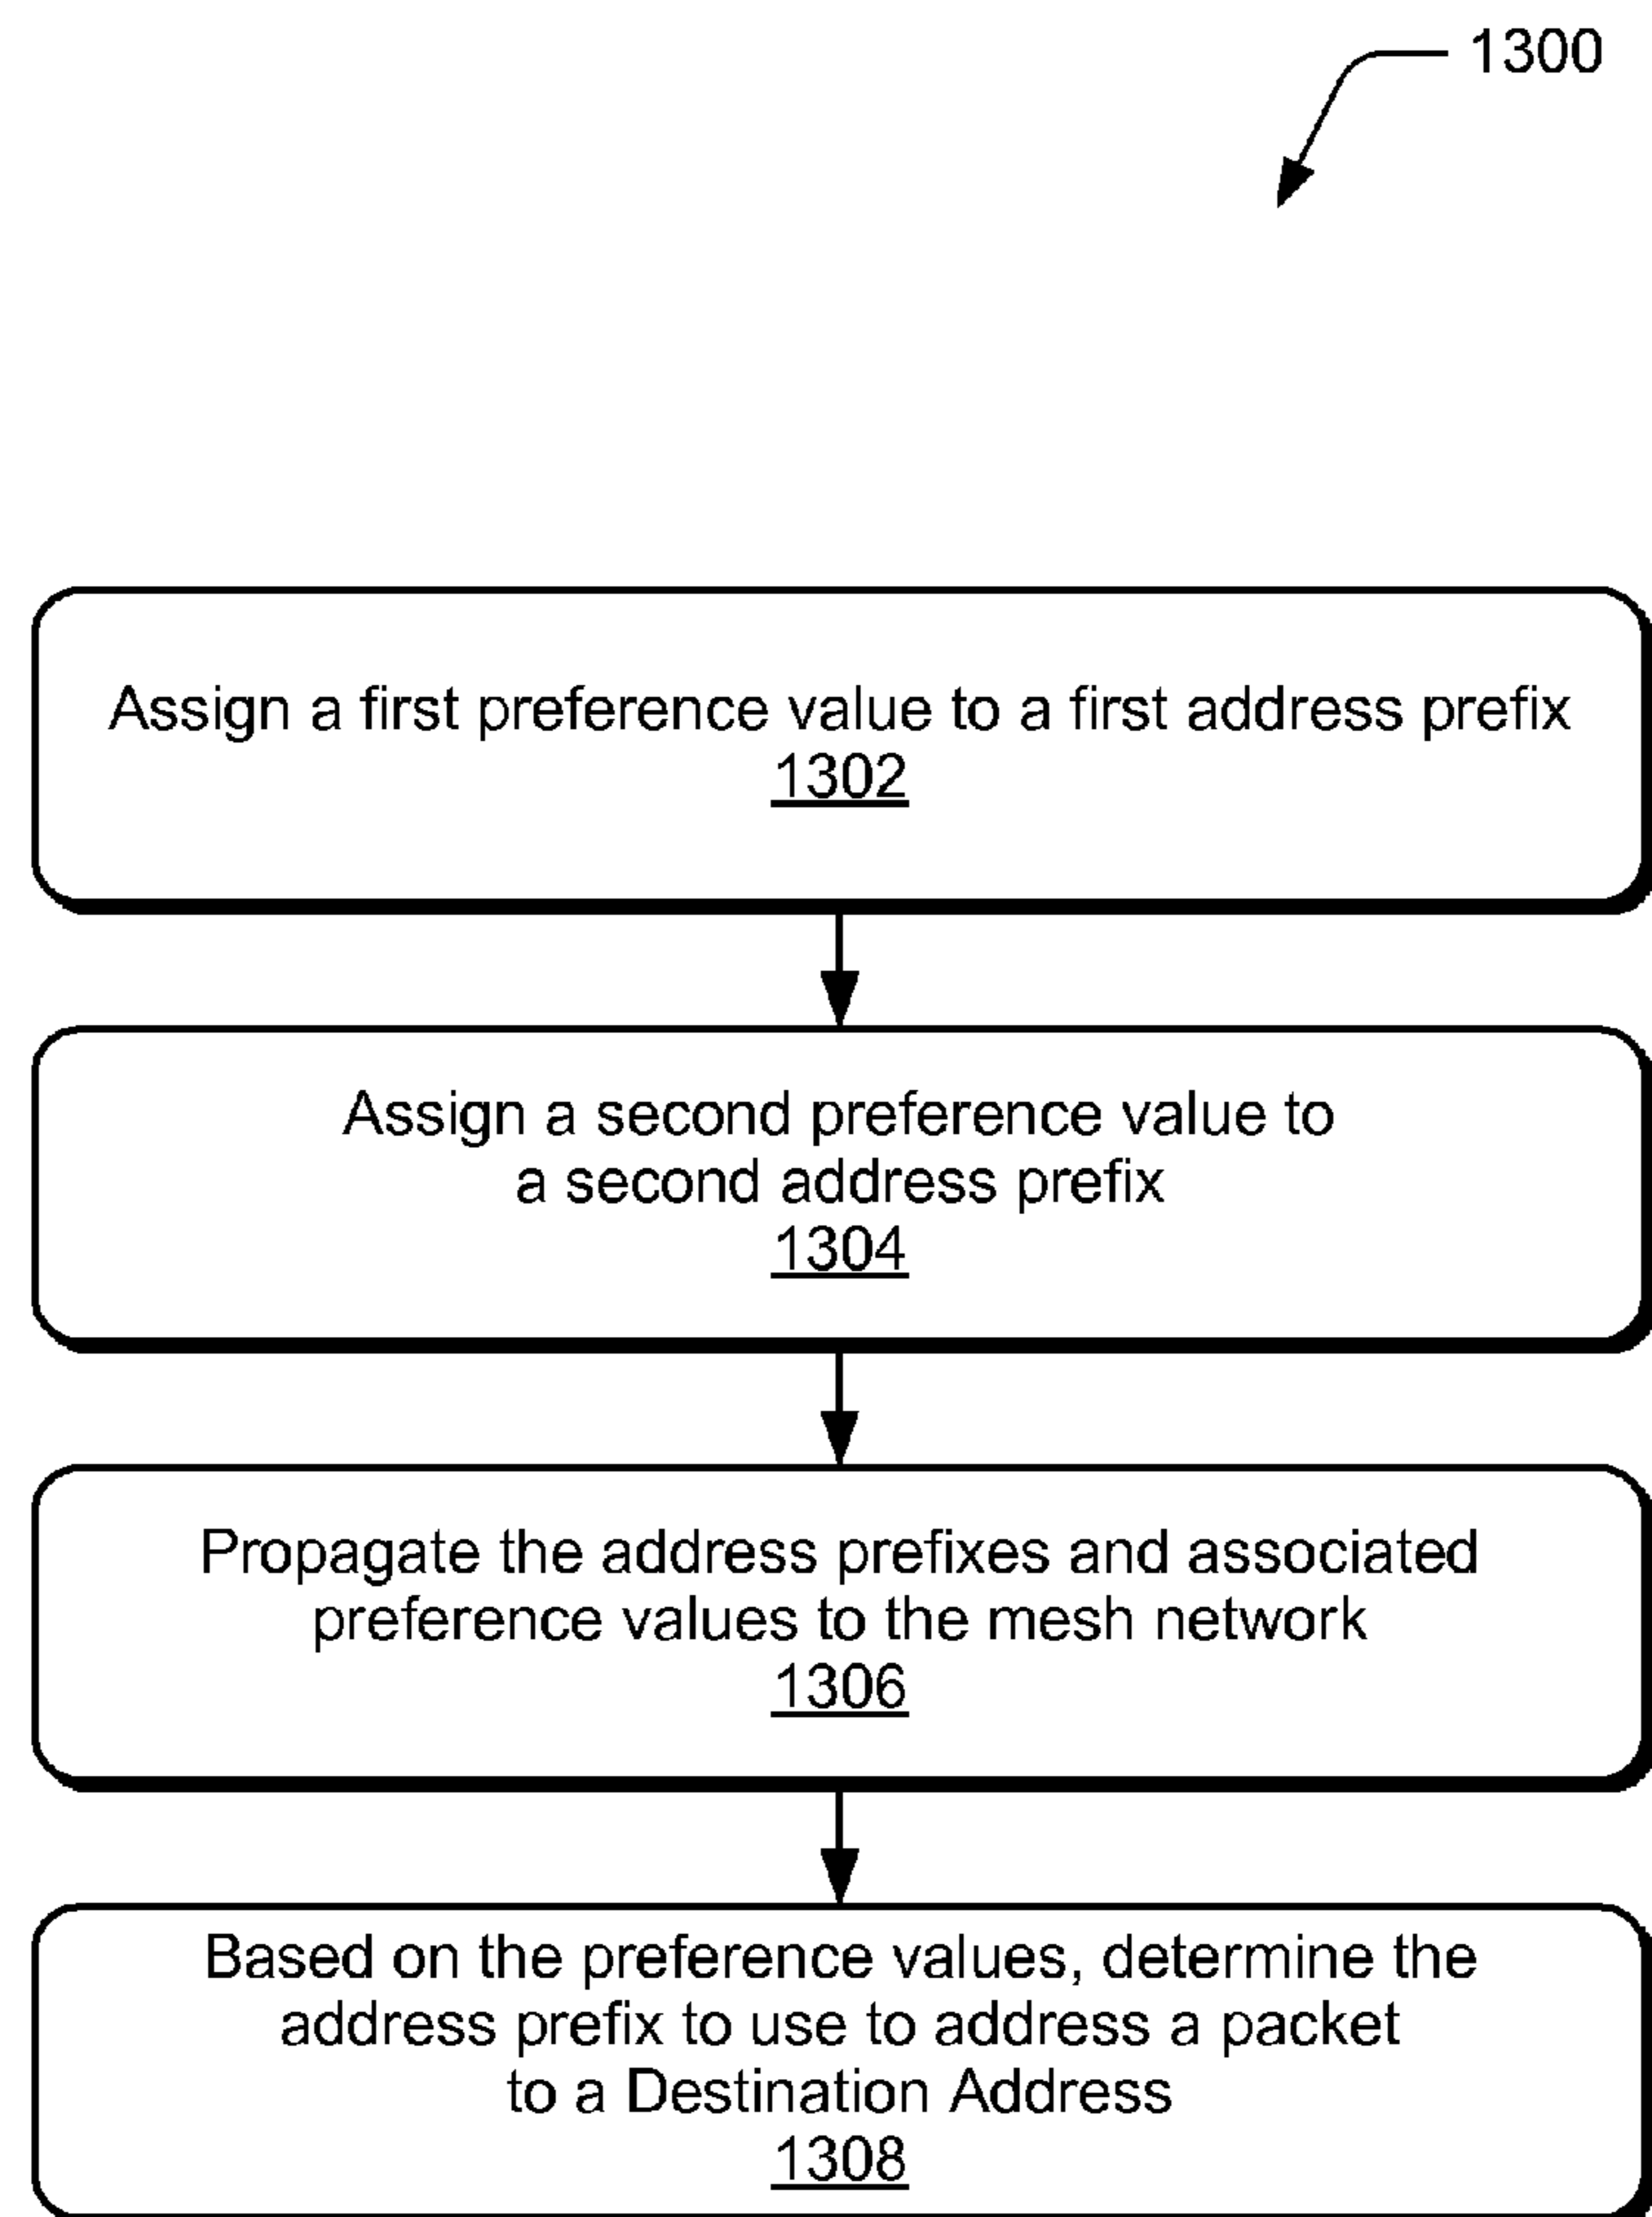 1300
Assign a first preference value to a first address prefix
1302
Assign a second preference value to
a second address prefix
1304
Propagate the address prefixes and associated
preference values to the mesh network
1306
Based on the preference values, determine the
address prefix to use to address a packet
to a Destination Address
1308